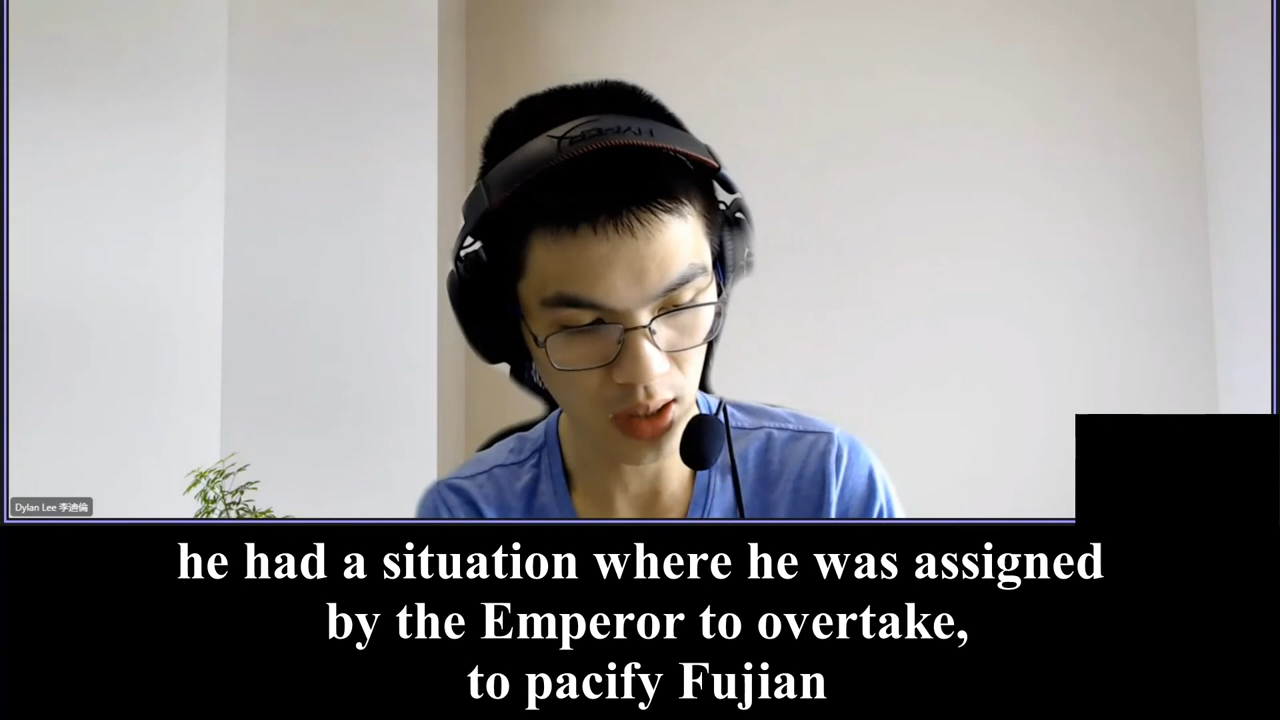 HYPERX
Dylan Lee 李迪倫
he had a situation where he was assigned
by the Emperor to overtake,
to pacify Fujian